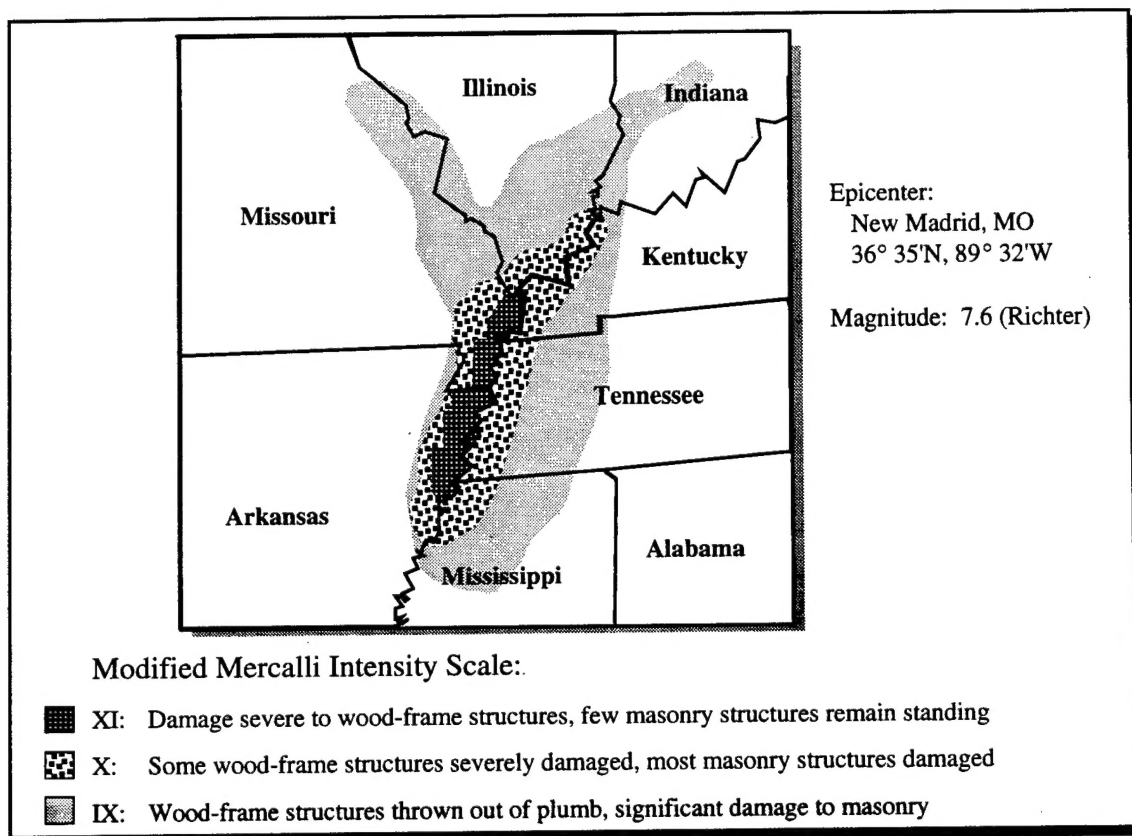 Illinois
Indiana
Missouri
Kentucky
Tennessee
Arkansas
Alabama
Mississippi
Epicenter:
New Madrid, MO
36° 35'N, 89° 32'W
Magnitude: 7.6 (Richter)
Modified Mercalli Intensity Scale:
XI: Damage severe to wood-frame structures, few masonry structures remain standing
X: Some wood-frame structures severely damaged, most masonry structures damaged
IX: Wood-frame structures thrown out of plumb, significant damage to masonry